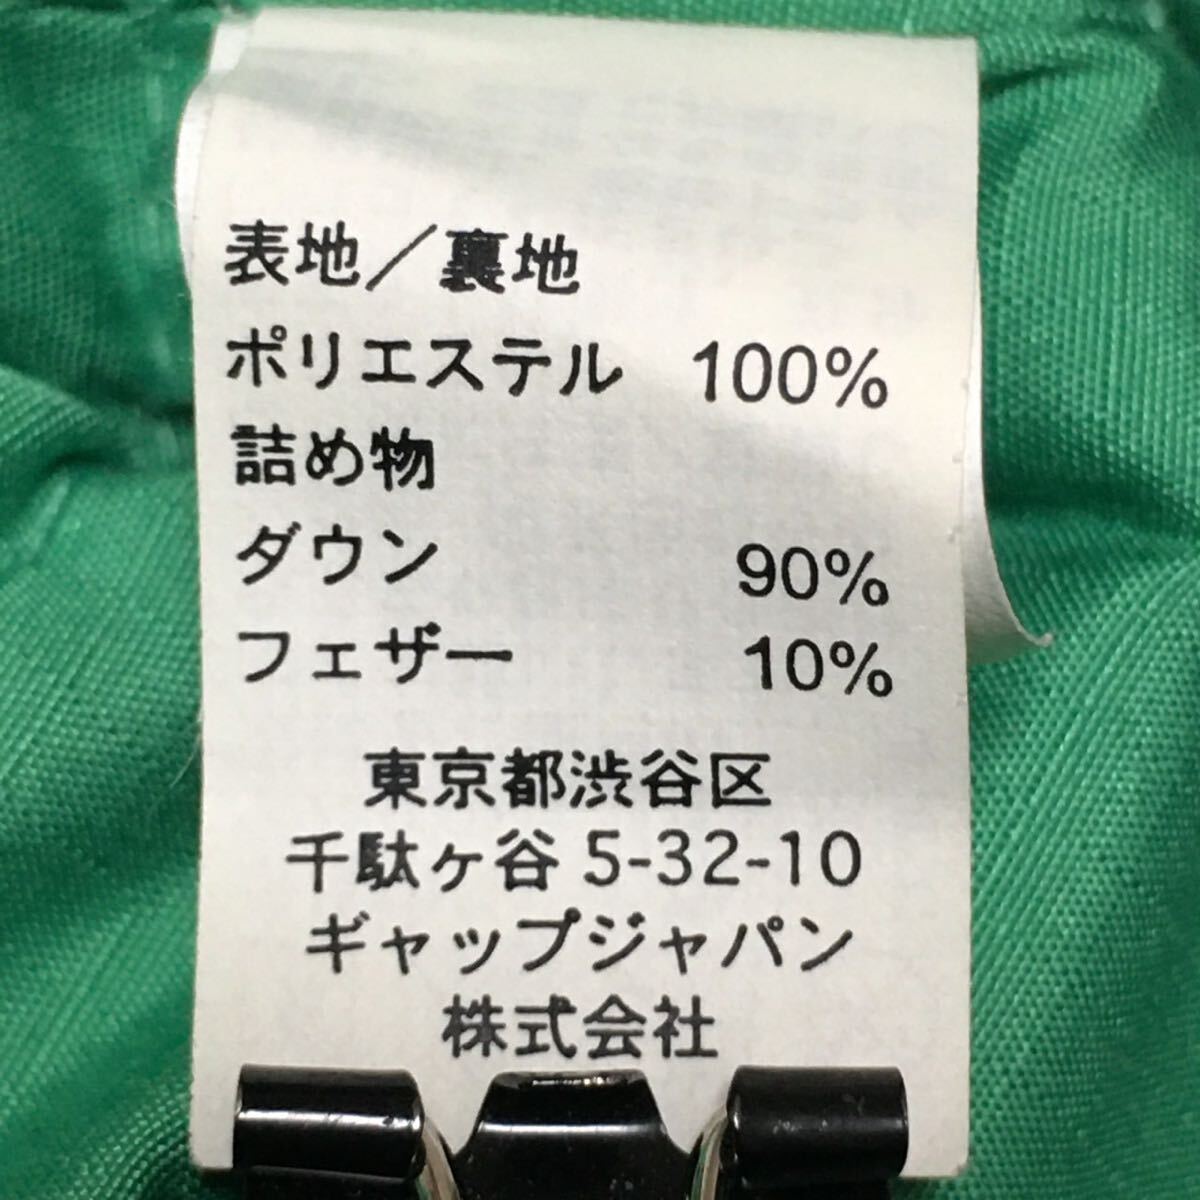 表地／裏地
ポリエステル 100%
詰め物
ダウン 90%
フェザー 10%
東京都渋谷区
千駄ヶ谷 5-32-10
ギャップジャパン
株式会社